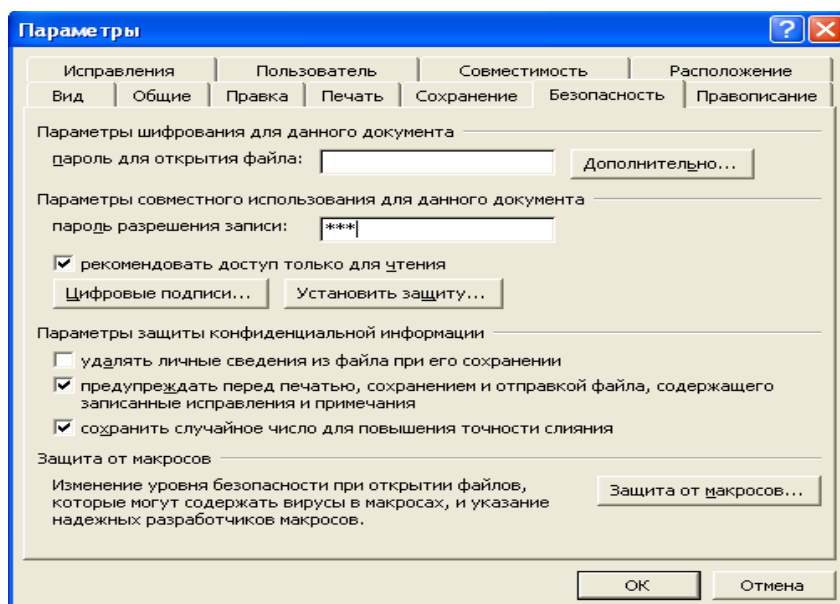 Параметры
Исправления Пользователь Совместимость Расположение
Вид Общие Правка Печать Сохранение Безопасность Правописание
Параметры шифрования для данного документа
пароль для открытия файла: Дополнительно...
Параметры совместного использования для данного документа
пароль разрешения записи: ***
рекомендовать доступ только для чтения
Цифровые подписи... Установить защиту...
Параметры защиты конфиденциальной информации
удалять личные сведения из файла при его сохранении
предупреждать перед печатью, сохранением и отправкой файла, содержащего
записанные исправления и примечания
сохранить случайное число для повышения точности слияния
Защита от макросов
Изменение уровня безопасности при открытии файлов,
которые могут содержать вирусы в макросах, и указание
надежных разработчиков макросов.
Защита от макросов...
ОК Отмена